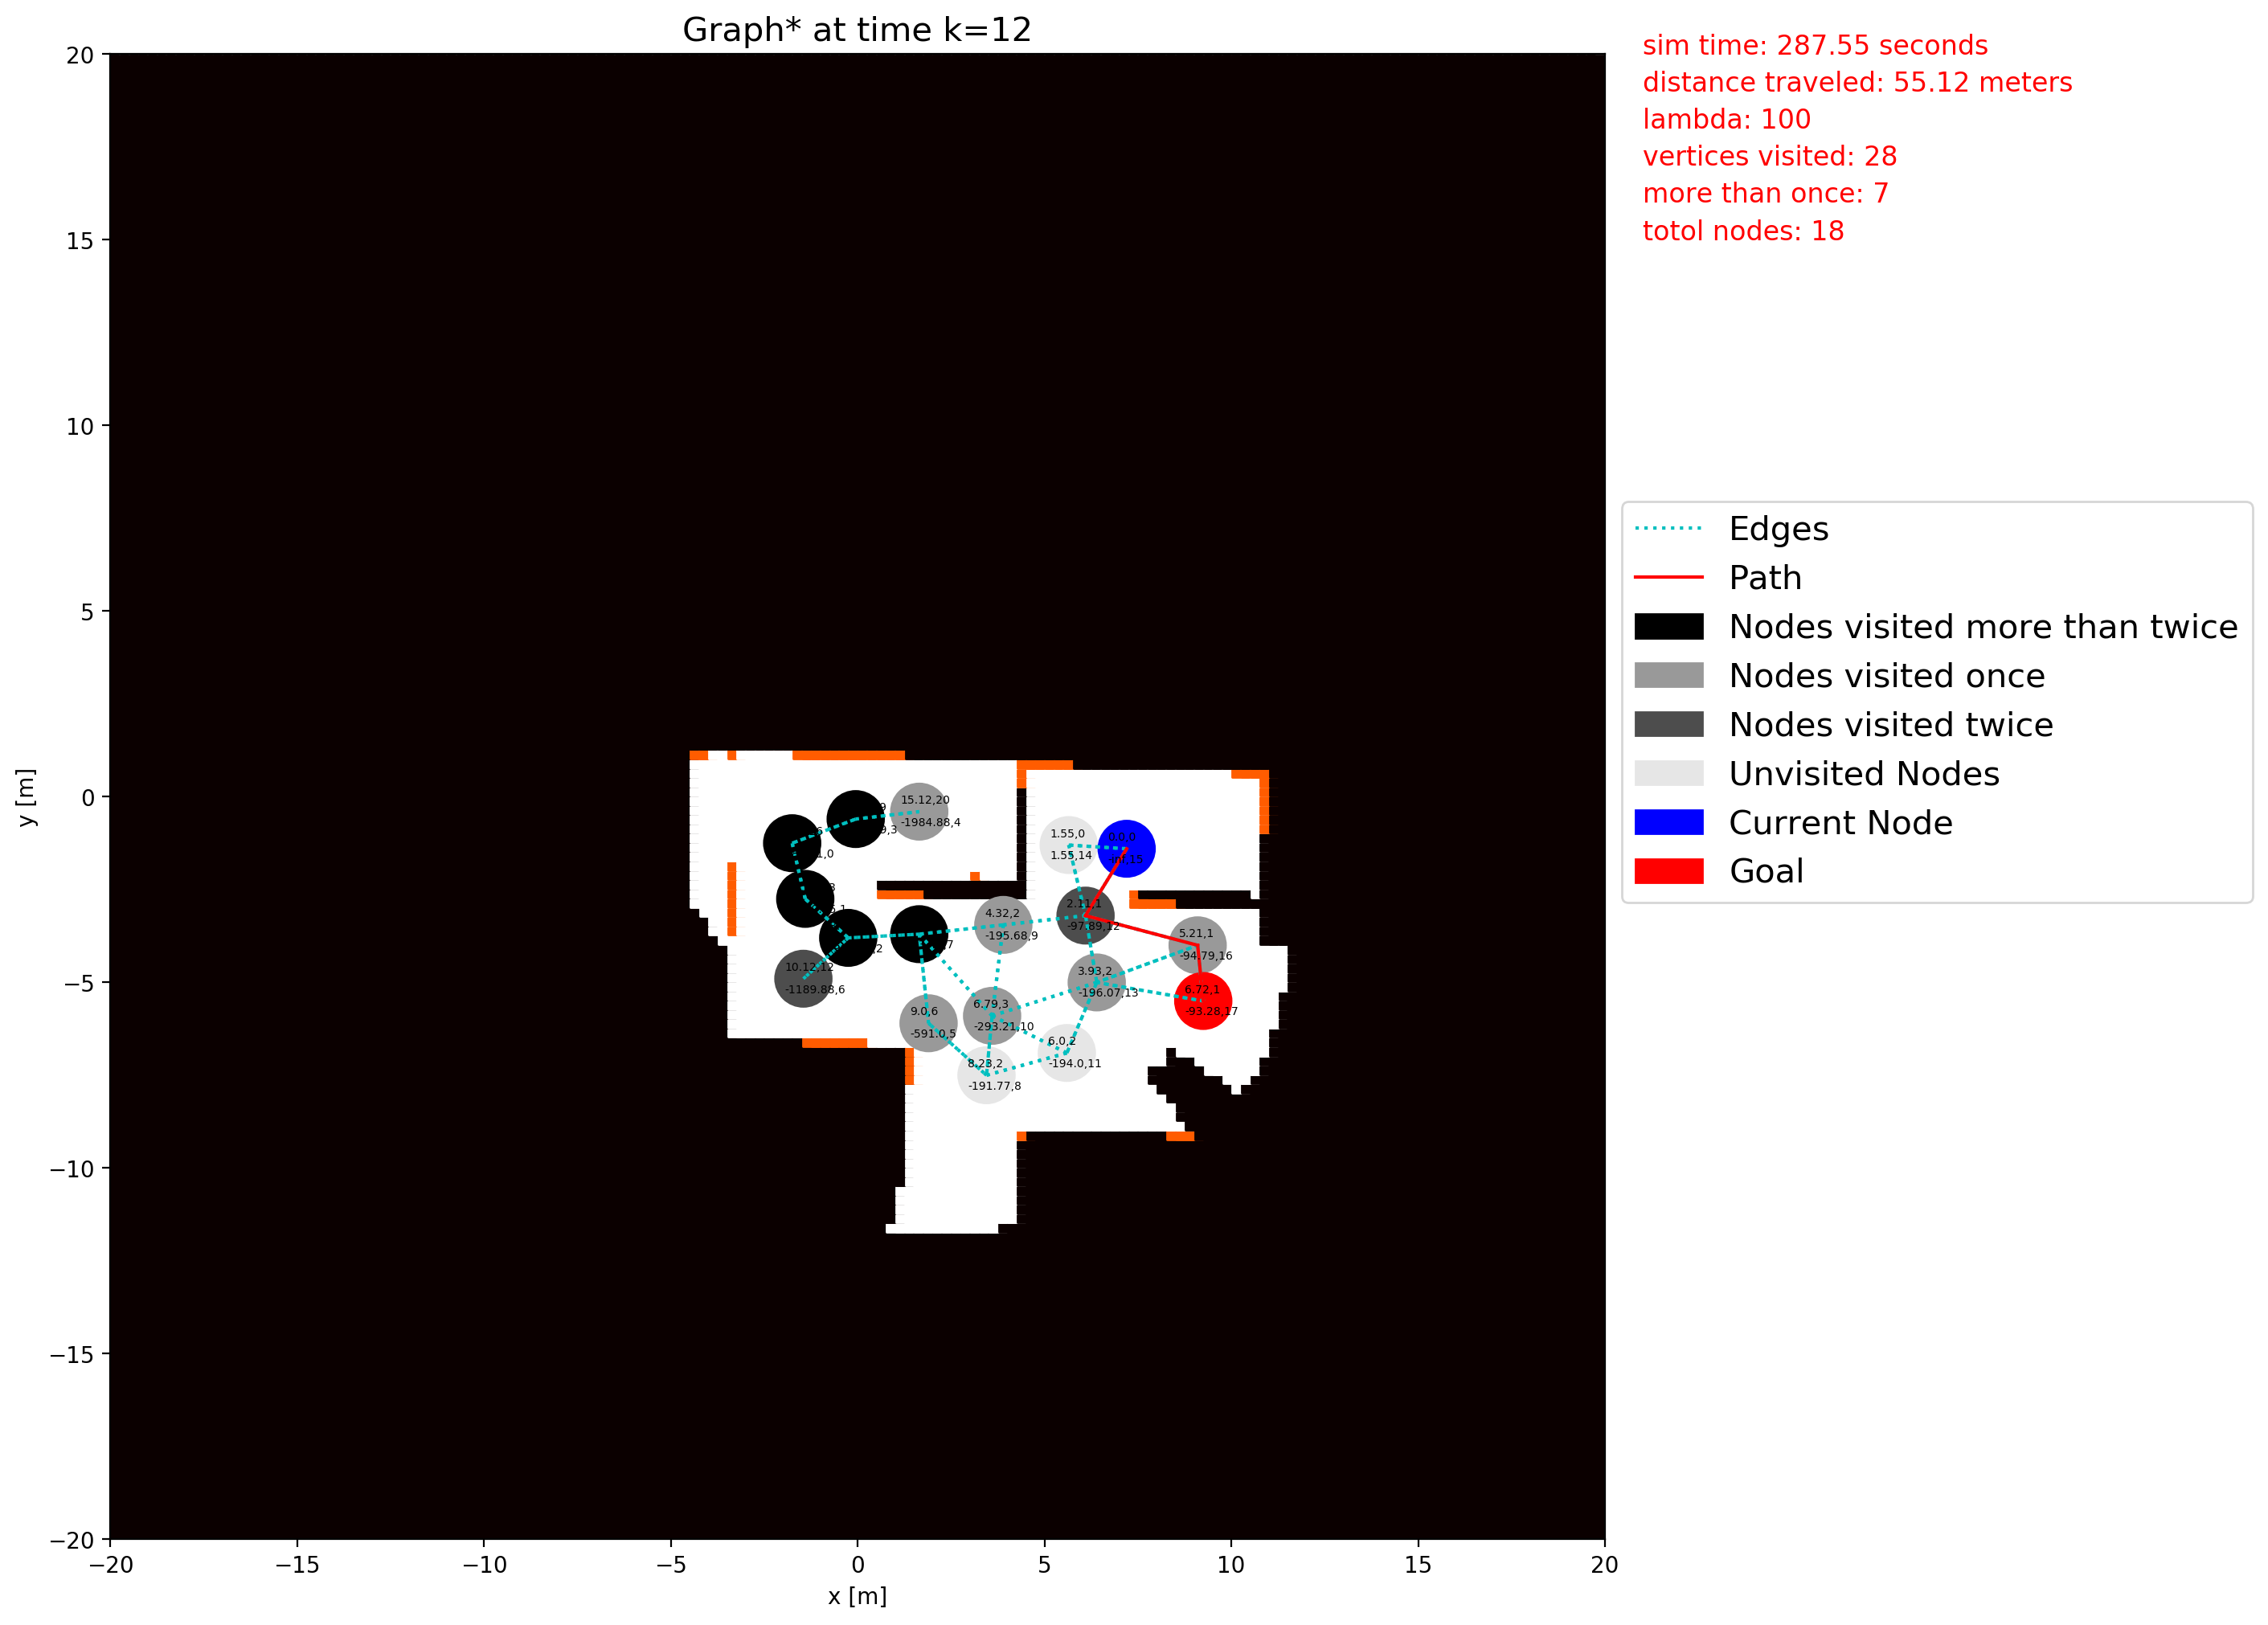 Graph* at time k=12
sim time: 287.55 seconds
distance traveled: 55.12 meters
lambda: 100
vertices visited: 28
more than once: 7
totol nodes: 18
20
15
10
5
0
−5
−10
−15
−20
y [m]
−20
−15
−10
−5
0
5
10
15
20
x [m]
15.12,20
-1984.88,4
1.55,0
1.55,14
0.0,0
2.11,1
-97.89,12
4.32,2
-195.68,9
5.21,1
-94.79,16
10.12,12
-1189.88,6
3.93,2
-196.07,13
6.72,1
-93.28,17
9.0,6
-591.0,5
6.79,3
-293.21,10
6.0,2
-194.0,11
8.23,2
-191.77,8
Edges
Path
Nodes visited more than twice
Nodes visited once
Nodes visited twice
Unvisited Nodes
Current Node
Goal